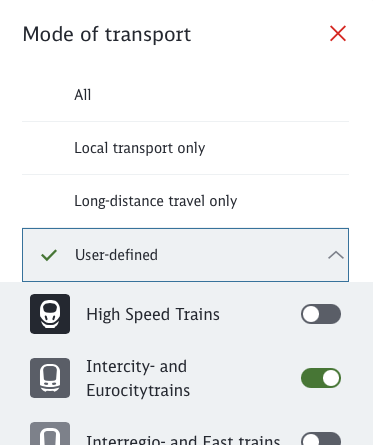 Mode of transport
All
Local transport only
Long-distance travel only
User-defined
High Speed Trains
Intercity- and
Eurocitytrains
Interregio- and Fast trains